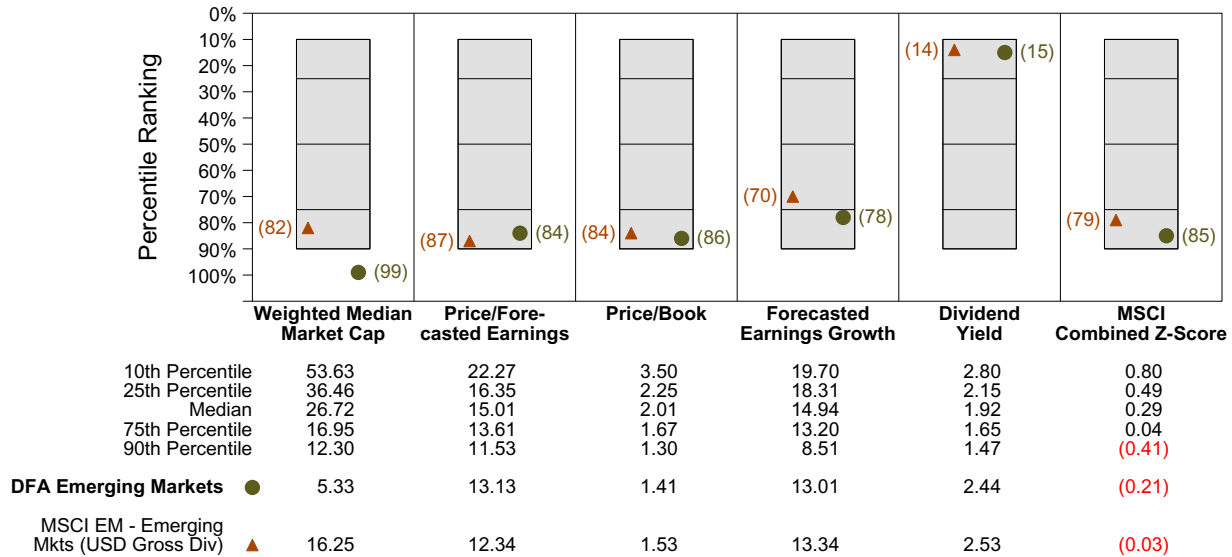 0%
10%
20%
30%
40%
50%
60%
70%
80%
90%
100%
Percentile Ranking
(82)
(99)
(87)
(84)
(84)
(86)
(70)
(78)
(14)
(15)
(79)
(85)
Weighted Median
Market Cap
Price/Fore-
casted Earnings
Price/Book
Forecasted
Earnings Growth
Dividend
Yield
MSCI
Combined Z-Score
10th Percentile 53.63 22.27 3.50 19.70 2.80 0.80
25th Percentile 36.46 16.35 2.25 18.31 2.15 0.49
Median 26.72 15.01 2.01 14.94 1.92 0.29
75th Percentile 16.95 13.61 1.67 13.20 1.65 0.04
90th Percentile 12.30 11.53 1.30 8.51 1.47 (0.41)
DFA Emerging Markets 5.33 13.13 1.41 13.01 2.44 (0.21)
MSCI EM - Emerging
Mkts (USD Gross Div) 16.25 12.34 1.53 13.34 2.53 (0.03)